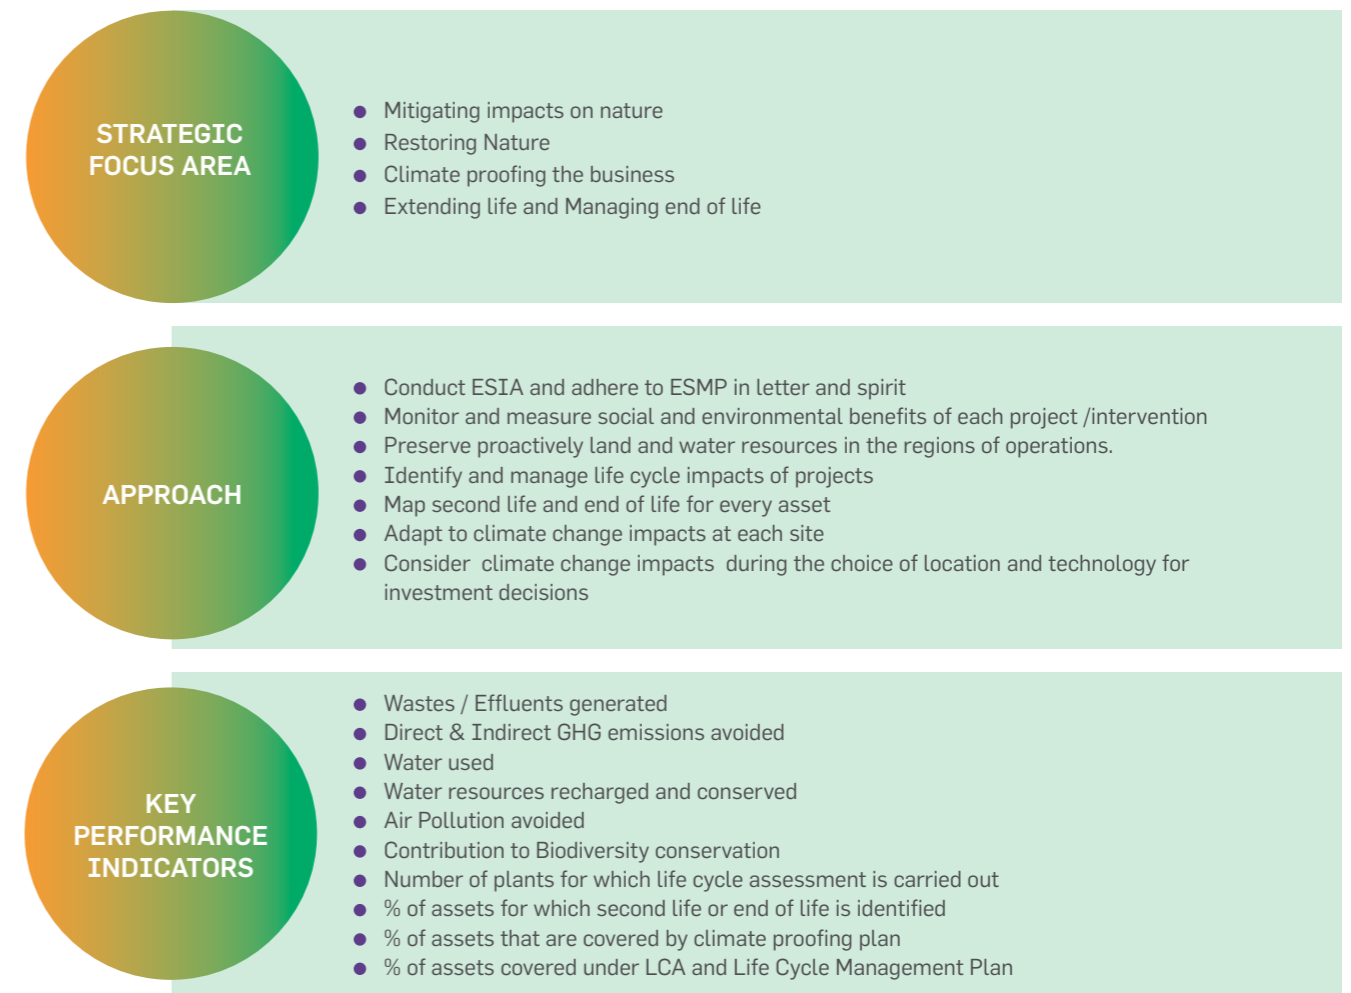 STRATEGIC
FOCUS AREA
Mitigating impacts on nature
Restoring Nature
Climate proofing the business
Extending life and Managing end of life
APPROACH
Conduct ESIA and adhere to ESMP in letter and spirit
Monitor and measure social and environmental benefits of each project /intervention
Preserve proactively land and water resources in the regions of operations.
Identify and manage life cycle impacts of projects
Map second life and end of life for every asset
Adapt to climate change impacts at each site
Consider climate change impacts during the choice of location and technology for
investment decisions
KEY
PERFORMANCE
INDICATORS
Wastes / Effluents generated
Direct & Indirect GHG emissions avoided
Water used
Water resources recharged and conserved
Air Pollution avoided
Contribution to Biodiversity conservation
Number of plants for which life cycle assessment is carried out
% of assets for which second life or end of life is identified
% of assets that are covered by climate proofing plan
% of assets covered under LCA and Life Cycle Management Plan